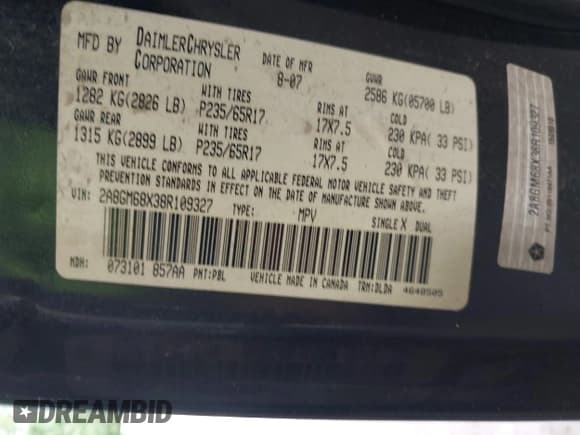 MFD BY DAIMLERCHRYSLER CORPORATION
DATE OF MFR 8-07
GVWR 2586 KG(05700 LB)
GAWR FRONT WITH TIRES RIMS AT COLD
1282 KG(2826 LB) P235/65R17 17X7.5 230 KPA( 33 PSI)
GAWR REAR WITH TIRES RIMS AT COLD
1315 KG(2899 LB) P235/65R17 17X7.5 230 KPA( 33 PSI)
THIS VEHICLE CONFORMS TO ALL APPLICABLE FEDERAL MOTOR VEHICLE SAFETY AND THEFT
PREVENTION STANDARDS IN EFFECT ON THE DATE OF MANUFACTURE SHOWN ABOVE.
VIN: 2A8GM68X38R109327 TYPE: MPV SINGLE X DUAL
MDH: 073101 857AA PNT:PBL VEHICLE MADE IN CANADA TRM:DLDA 4648505
2A8GM68X38R109327
DREAMBID